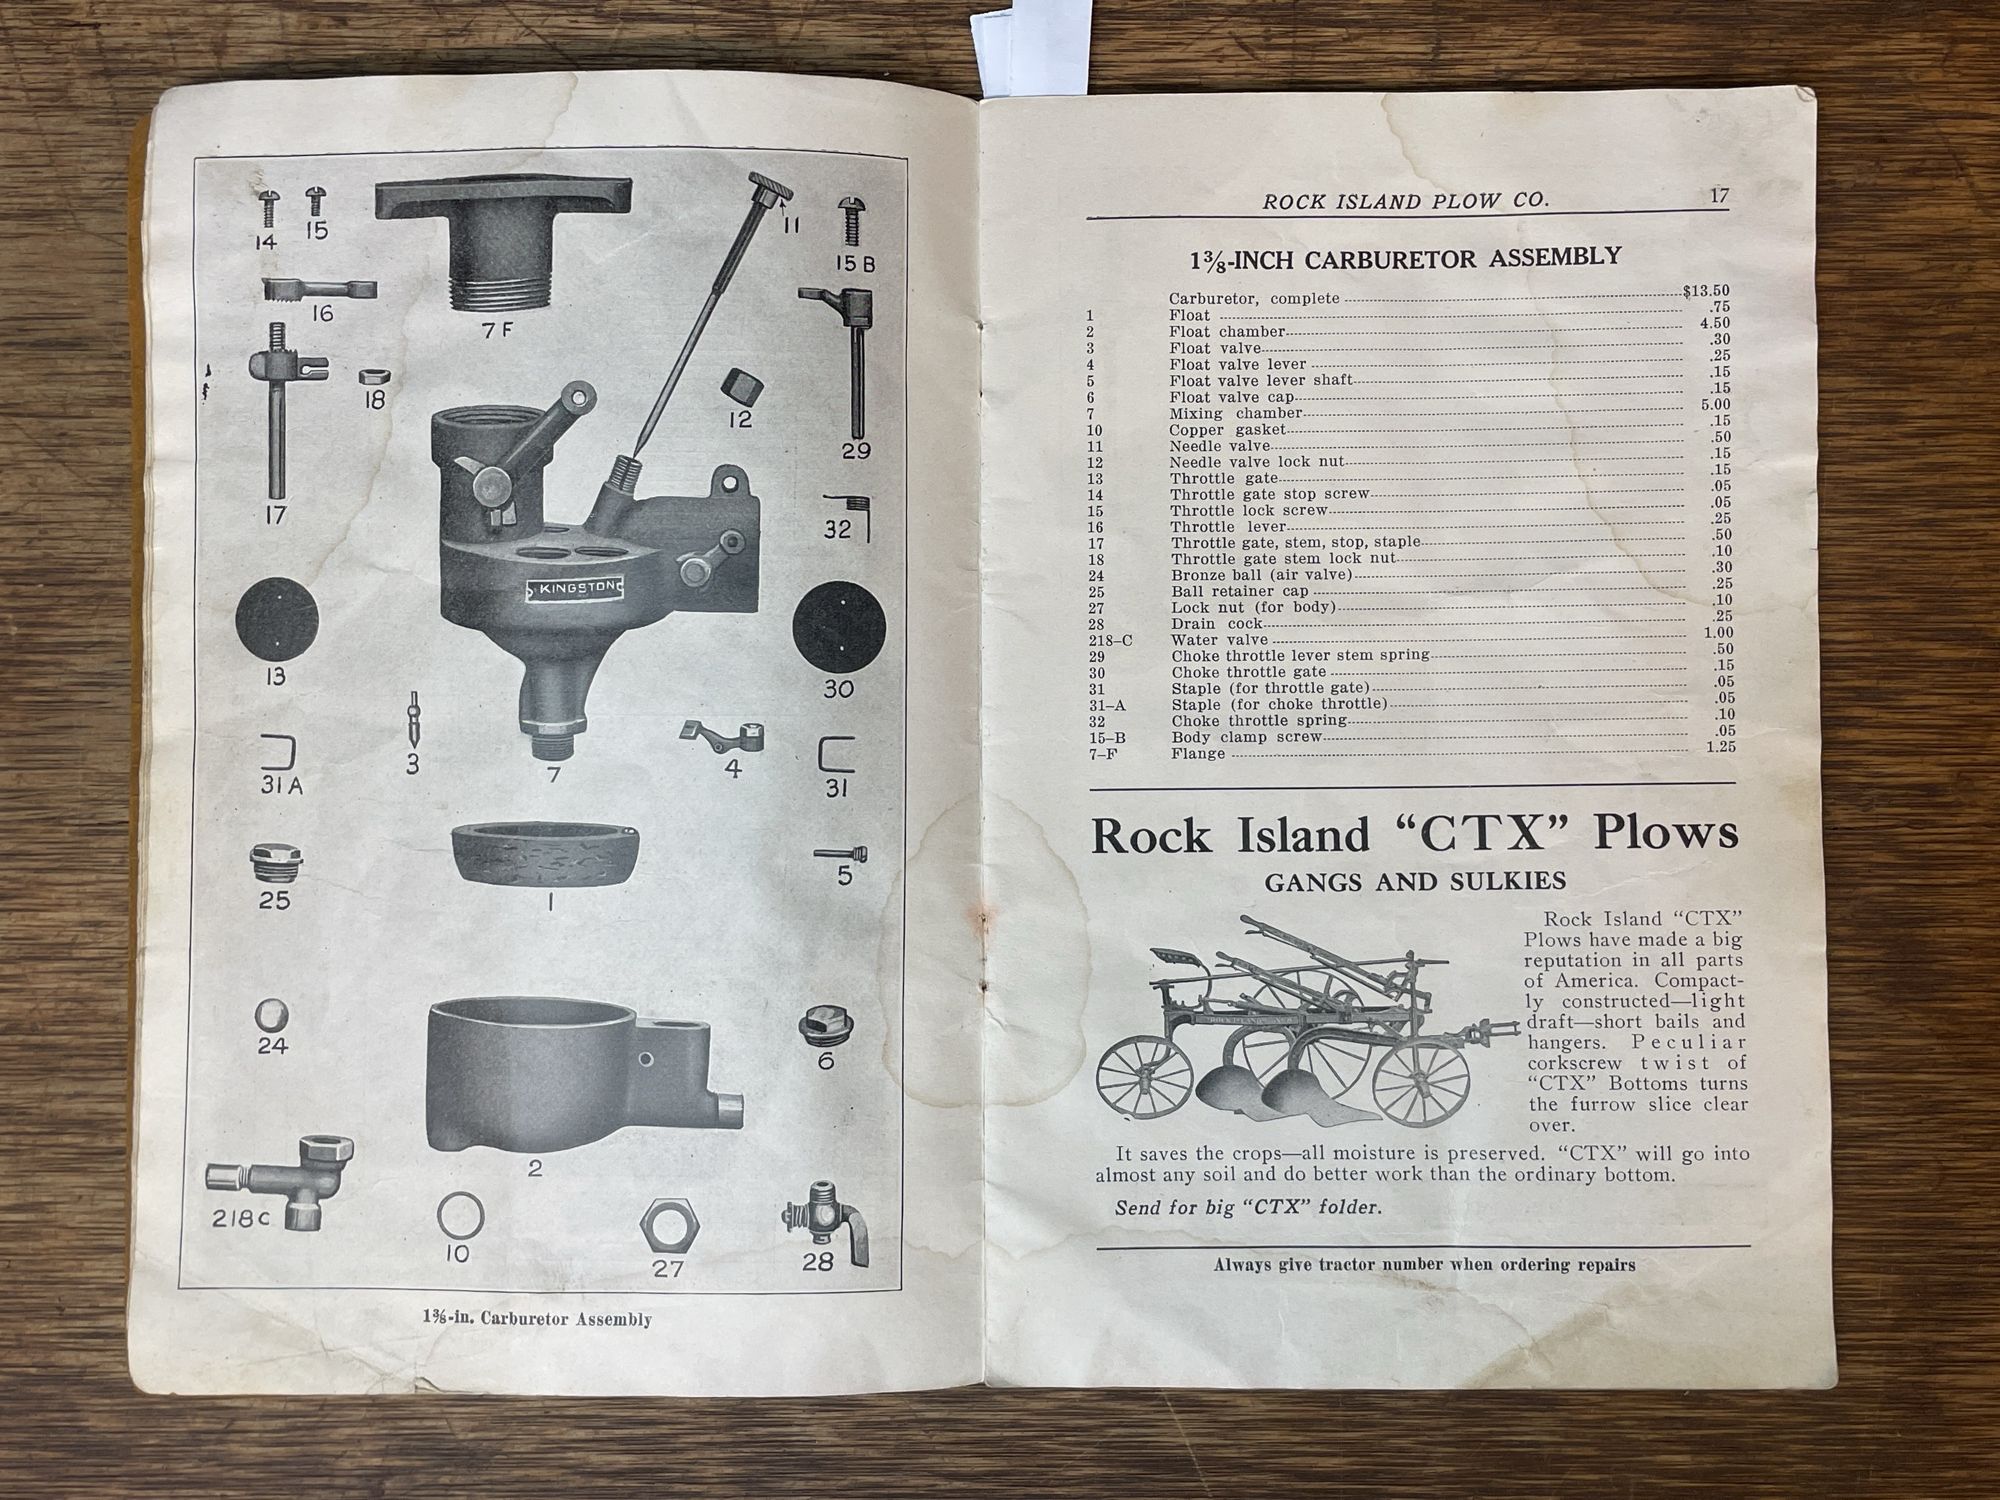 14
15
11
15 B
16
7 F
18
12
29
17
32
KINGSTON
13
30
3
7
4
31A
31
25
1
5
24
6
2
218C
10
27
28
1⅜-in. Carburetor Assembly
ROCK ISLAND PLOW CO. 17
1⅜-INCH CARBURETOR ASSEMBLY
Carburetor, complete $13.50
1 Float .75
2 Float chamber 4.50
3 Float valve .30
4 Float valve lever .25
5 Float valve lever shaft .15
6 Float valve cap .15
7 Mixing chamber 5.00
10 Copper gasket .15
11 Needle valve .50
12 Needle valve lock nut .15
13 Throttle gate .15
14 Throttle gate stop screw .05
15 Throttle lock screw .05
16 Throttle lever .25
17 Throttle gate, stem, stop, staple .50
18 Throttle gate stem lock nut .10
24 Bronze ball (air valve) .30
25 Ball retainer cap .25
27 Lock nut (for body) .10
28 Drain cock .25
218–C Water valve 1.00
29 Choke throttle lever stem spring .50
30 Choke throttle gate .15
31 Staple (for throttle gate) .05
31–A Staple (for choke throttle) .05
32 Choke throttle spring .10
15–B Body clamp screw .05
7–F Flange 1.25
Rock Island “CTX” Plows
GANGS AND SULKIES
Rock Island “CTX”
Plows have made a big
reputation in all parts
of America. Compact-
ly constructed—light
draft—short bails and
hangers. Peculiar
corkscrew twist of
“CTX” Bottoms turns
the furrow slice clear
over.
It saves the crops—all moisture is preserved. “CTX” will go into
almost any soil and do better work than the ordinary bottom.
Send for big “CTX” folder.
Always give tractor number when ordering repairs